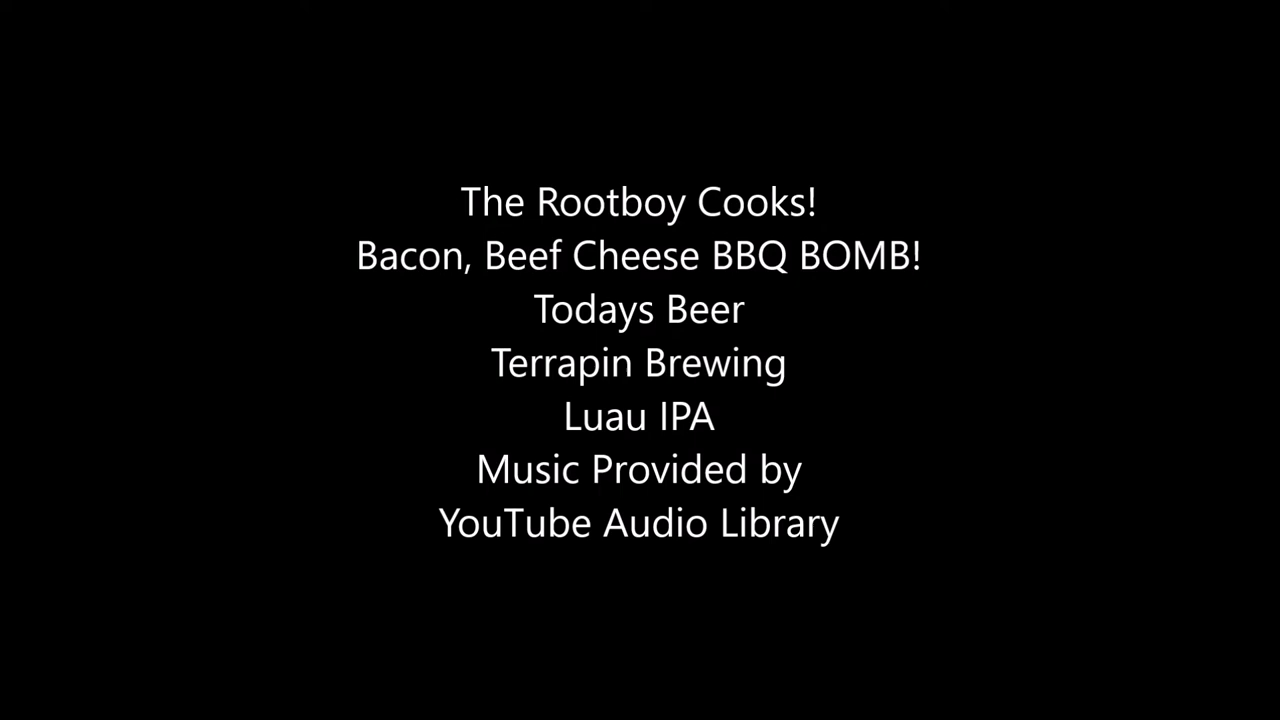 The Rootboy Cooks!
Bacon, Beef Cheese BBQ BOMB!
Todays Beer
Terrapin Brewing
Luau IPA
Music Provided by
YouTube Audio Library